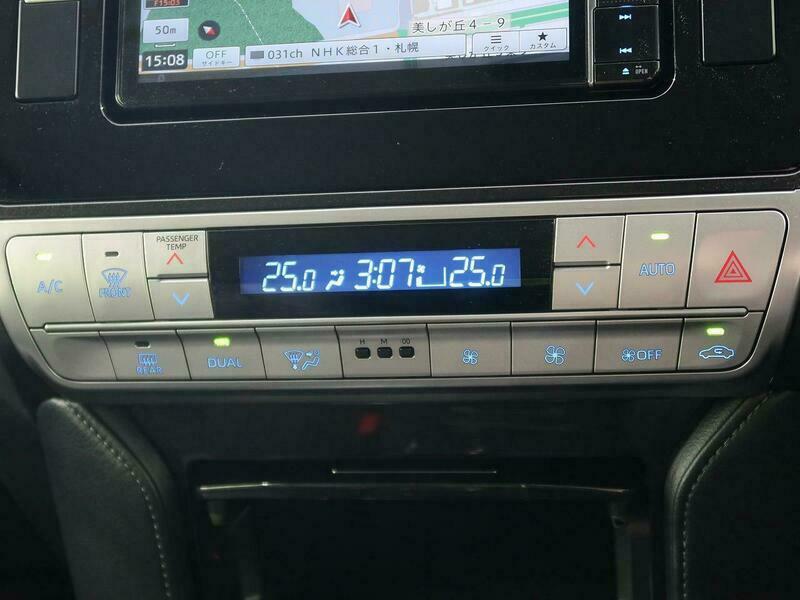 F15:03
美しが丘４－９
50m
クイック
カスタム
15:08
OFF
サイドキー
031ch NHK総合1・札幌
OPEN
PASSENGER
TEMP
A/C
FRONT
25.0
3:07
25.0
AUTO
REAR
DUAL
H
M
00
OFF